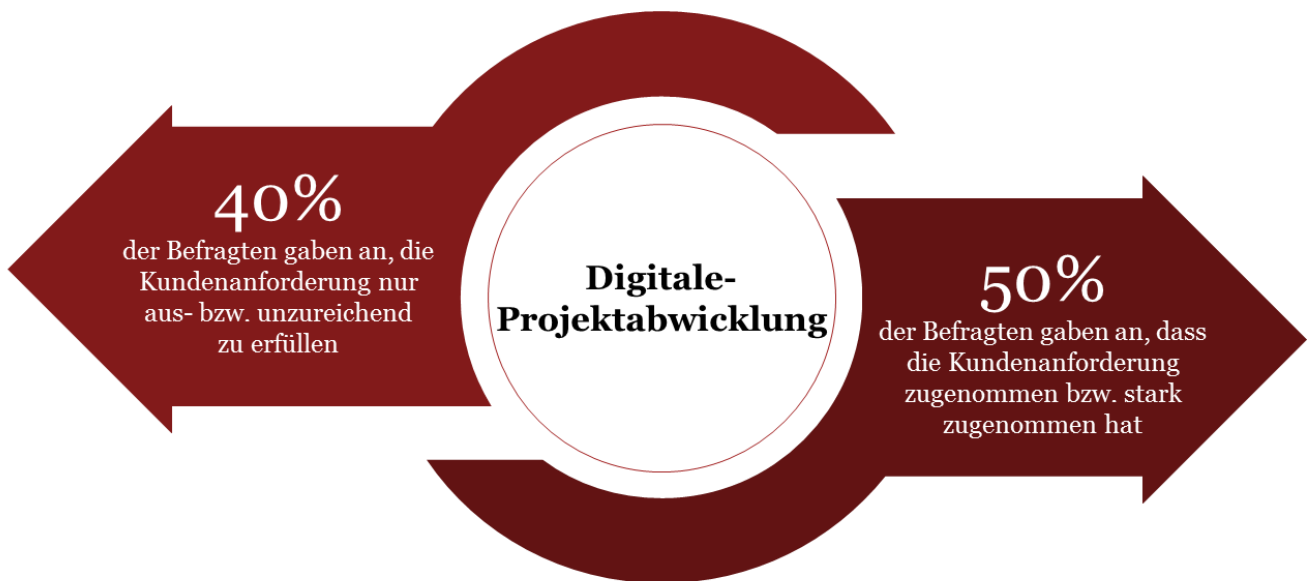 40%
der Befragten gaben an, die
Kundenanforderung nur
aus- bzw. unzureichend
zu erfüllen
Digitale-
Projektabwicklung
50%
der Befragten gaben an, dass
die Kundenanforderung
zugenommen bzw. stark
zugenommen hat